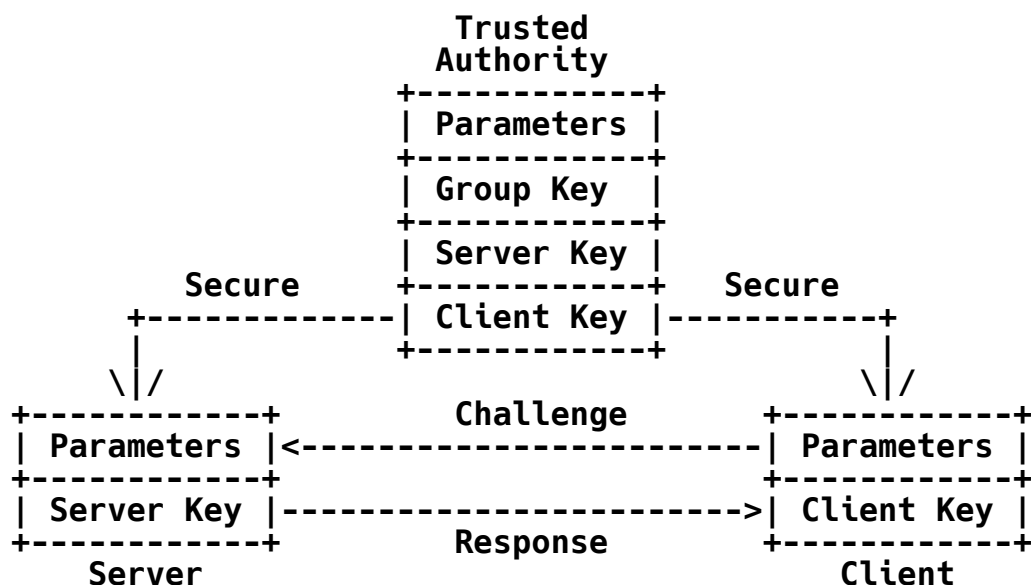 Trusted
                      Authority
                    +------------+
                    | Parameters |
                    +------------+
                    | Group Key  |
                    +------------+
                    | Server Key |
         Secure     +------------+   Secure
      +-------------| Client Key |-----------+
      |             +------------+           |
     \|/                                    \|/
+------------+         Challenge       +------------+
| Parameters |<------------------------| Parameters |
+------------+                         +------------+
| Server Key |------------------------>| Client Key |
+------------+         Response        +------------+
    Server                                 Client